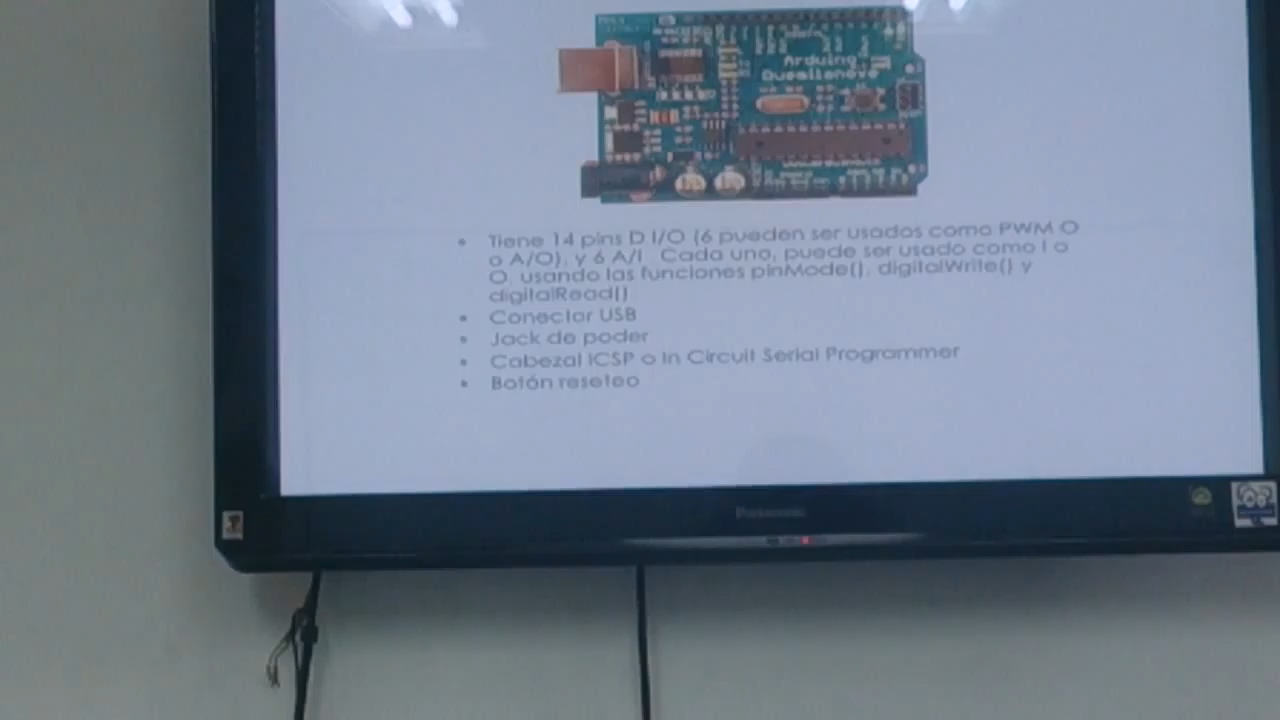 Arduino
Duemilanove
Tiene 14 pins D I/O (6 pueden ser usados como PWM O
o A/O), y 6 A/I. Cada uno, puede ser usado como I o
O, usando las funciones pinMode(), digitalWrite() y
digitalRead()
Conector USB
Jack de poder
Cabezal ICSP o In Circuit Serial Programmer
Botón reseteo
Panasonic